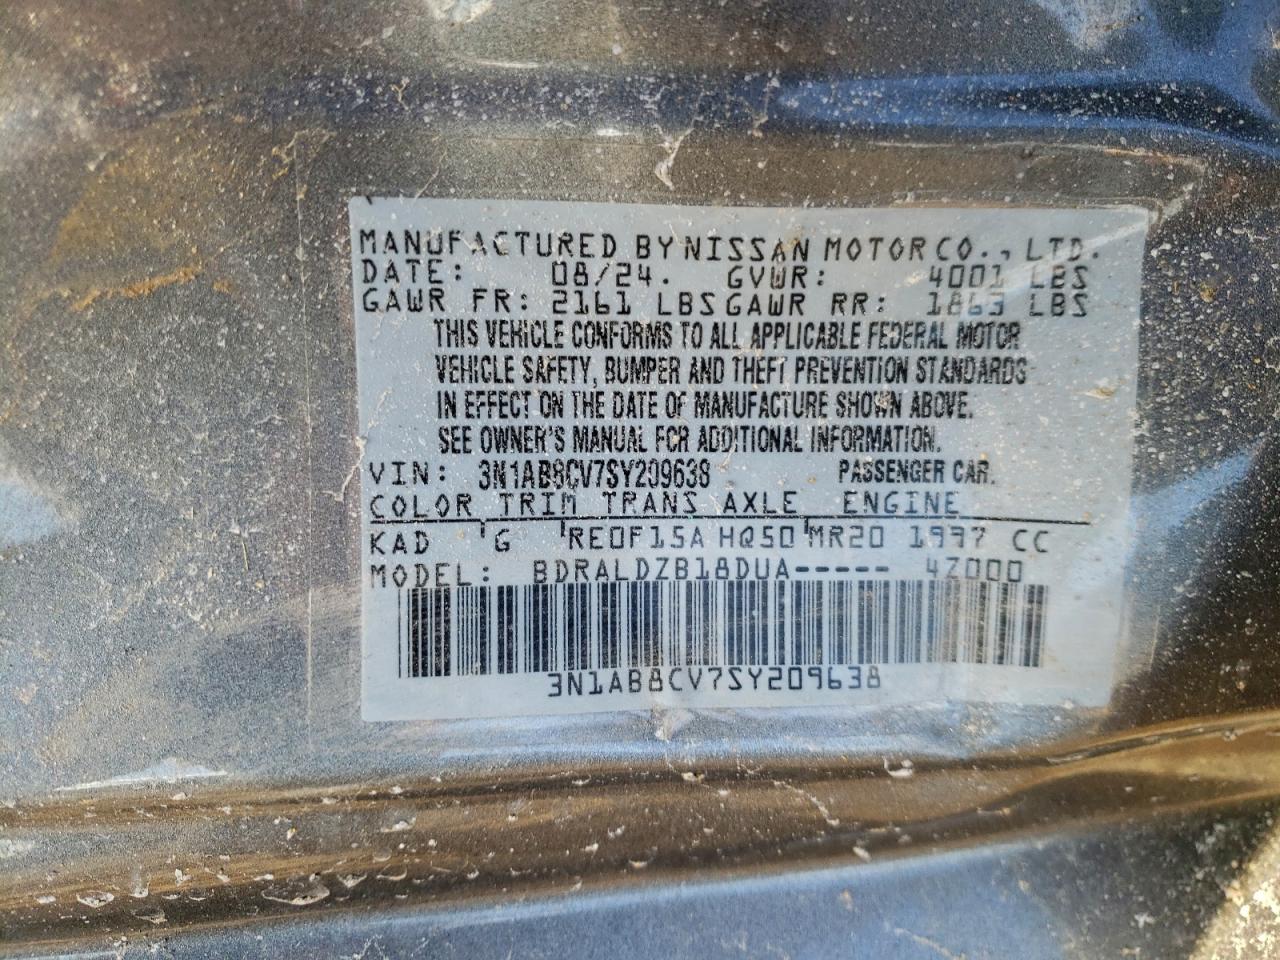 MANUFACTURED BY NISSAN MOTOR CO., LTD.
DATE: 08/24. GVWR: 4001 LBS
GAWR FR: 2161 LBS GAWR RR: 1863 LBS
THIS VEHICLE CONFORMS TO ALL APPLICABLE FEDERAL MOTOR
VEHICLE SAFETY, BUMPER AND THEFT PREVENTION STANDARDS
IN EFFECT ON THE DATE OF MANUFACTURE SHOWN ABOVE.
SEE OWNER'S MANUAL FOR ADDITIONAL INFORMATION.
VIN: 3N1AB8CV7SY209638 PASSENGER CAR.
COLOR TRIM TRANS AXLE ENGINE
KAD G RE0F15A HQ50 MR20 1997 CC
MODEL: BDRALDZB18DUA----- 4Z000
3N1AB8CV7SY209638